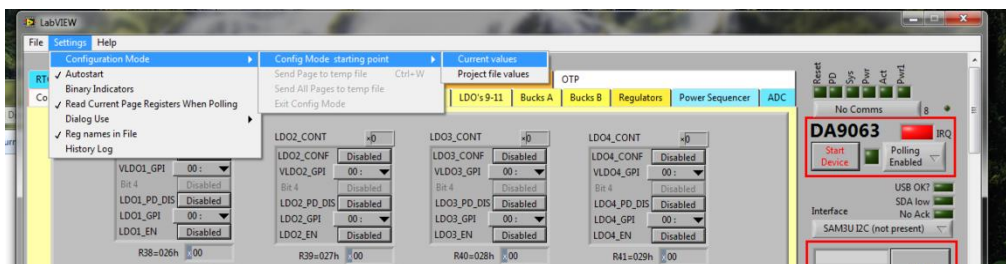 LabVIEW
File Settings Help
Configuration Mode Config Mode starting point Current values
✓ Autostart Send Page to temp file Ctrl+W Project file values
Binary Indicators Send All Pages to temp file OTP
✓ Read Current Page Registers When Polling Exit Config Mode LDO's 9-11 Bucks A Bucks B Regulators Power Sequencer ADC
Dialog Use
✓ Reg names in File
History Log
Reset PD Sys Pwr Act Pwr1
No Comms 8
DA9063 IRQ
Start Device Polling Enabled
USB OK?
SDA low
Interface No Ack
SAM3U I2C (not present)
LDO2_CONT x0 LDO3_CONT x0 LDO4_CONT x0
LDO2_CONF Disabled LDO3_CONF Disabled LDO4_CONF Disabled
VLDO1_GPI 00: VLDO2_GPI 00: VLDO3_GPI 00: VLDO4_GPI 00:
Bit 4 Disabled Bit 4 Disabled Bit 4 Disabled Bit 4 Disabled
LDO1_PD_DIS Disabled LDO2_PD_DIS Disabled LDO3_PD_DIS Disabled LDO4_PD_DIS Disabled
LDO1_GPI 00: LDO2_GPI 00: LDO3_GPI 00: LDO4_GPI 00:
LDO1_EN Disabled LDO2_EN Disabled LDO3_EN Disabled LDO4_EN Disabled
R38=026h x00 R39=027h x00 R40=028h x00 R41=029h x00